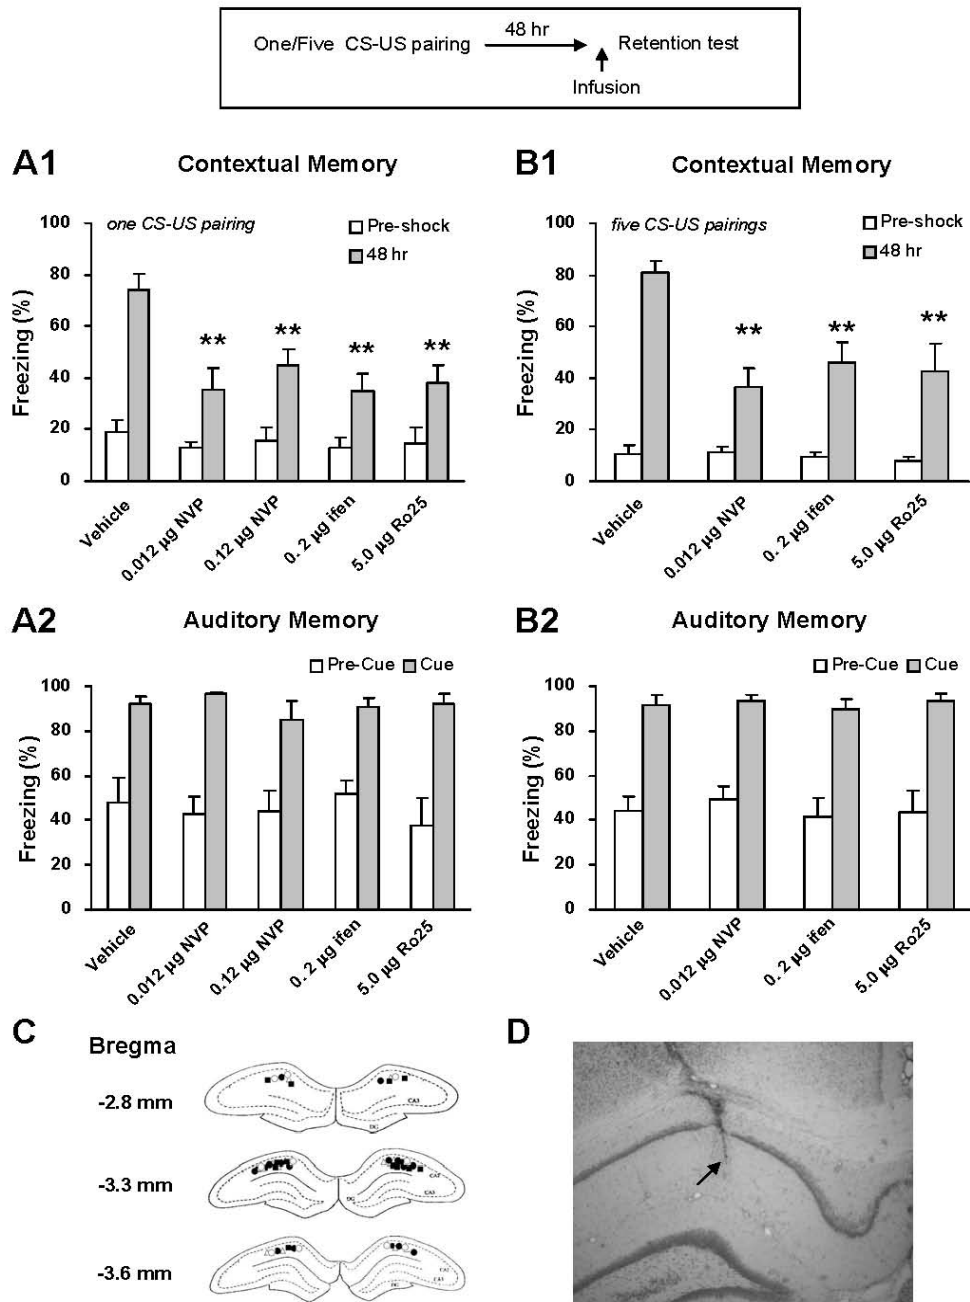 48 hr
One/Five CS-US pairing Retention test
Infusion
A1 Contextual Memory
one CS-US pairing
Pre-shock
48 hr
Freezing (%)
100
80
60
40
20
0
** ** ** **
Vehicle
0.012 µg NVP
0.12 µg NVP
0. 2 µg ifen
5.0 µg Ro25
B1 Contextual Memory
five CS-US pairings
Pre-shock
48 hr
Freezing (%)
100
80
60
40
20
0
** ** **
Vehicle
0.012 µg NVP
0. 2 µg ifen
5.0 µg Ro25
A2 Auditory Memory
Pre-Cue Cue
Freezing (%)
100
80
60
40
20
0
Vehicle
0.012 µg NVP
0.12 µg NVP
0. 2 µg ifen
5.0 µg Ro25
B2 Auditory Memory
Pre-Cue Cue
Freezing (%)
100
80
60
40
20
0
Vehicle
0.012 µg NVP
0. 2 µg ifen
5.0 µg Ro25
C
Bregma
-2.8 mm
CA3
DG
-3.3 mm
CA3
DG
-3.6 mm
CA3
DG
D